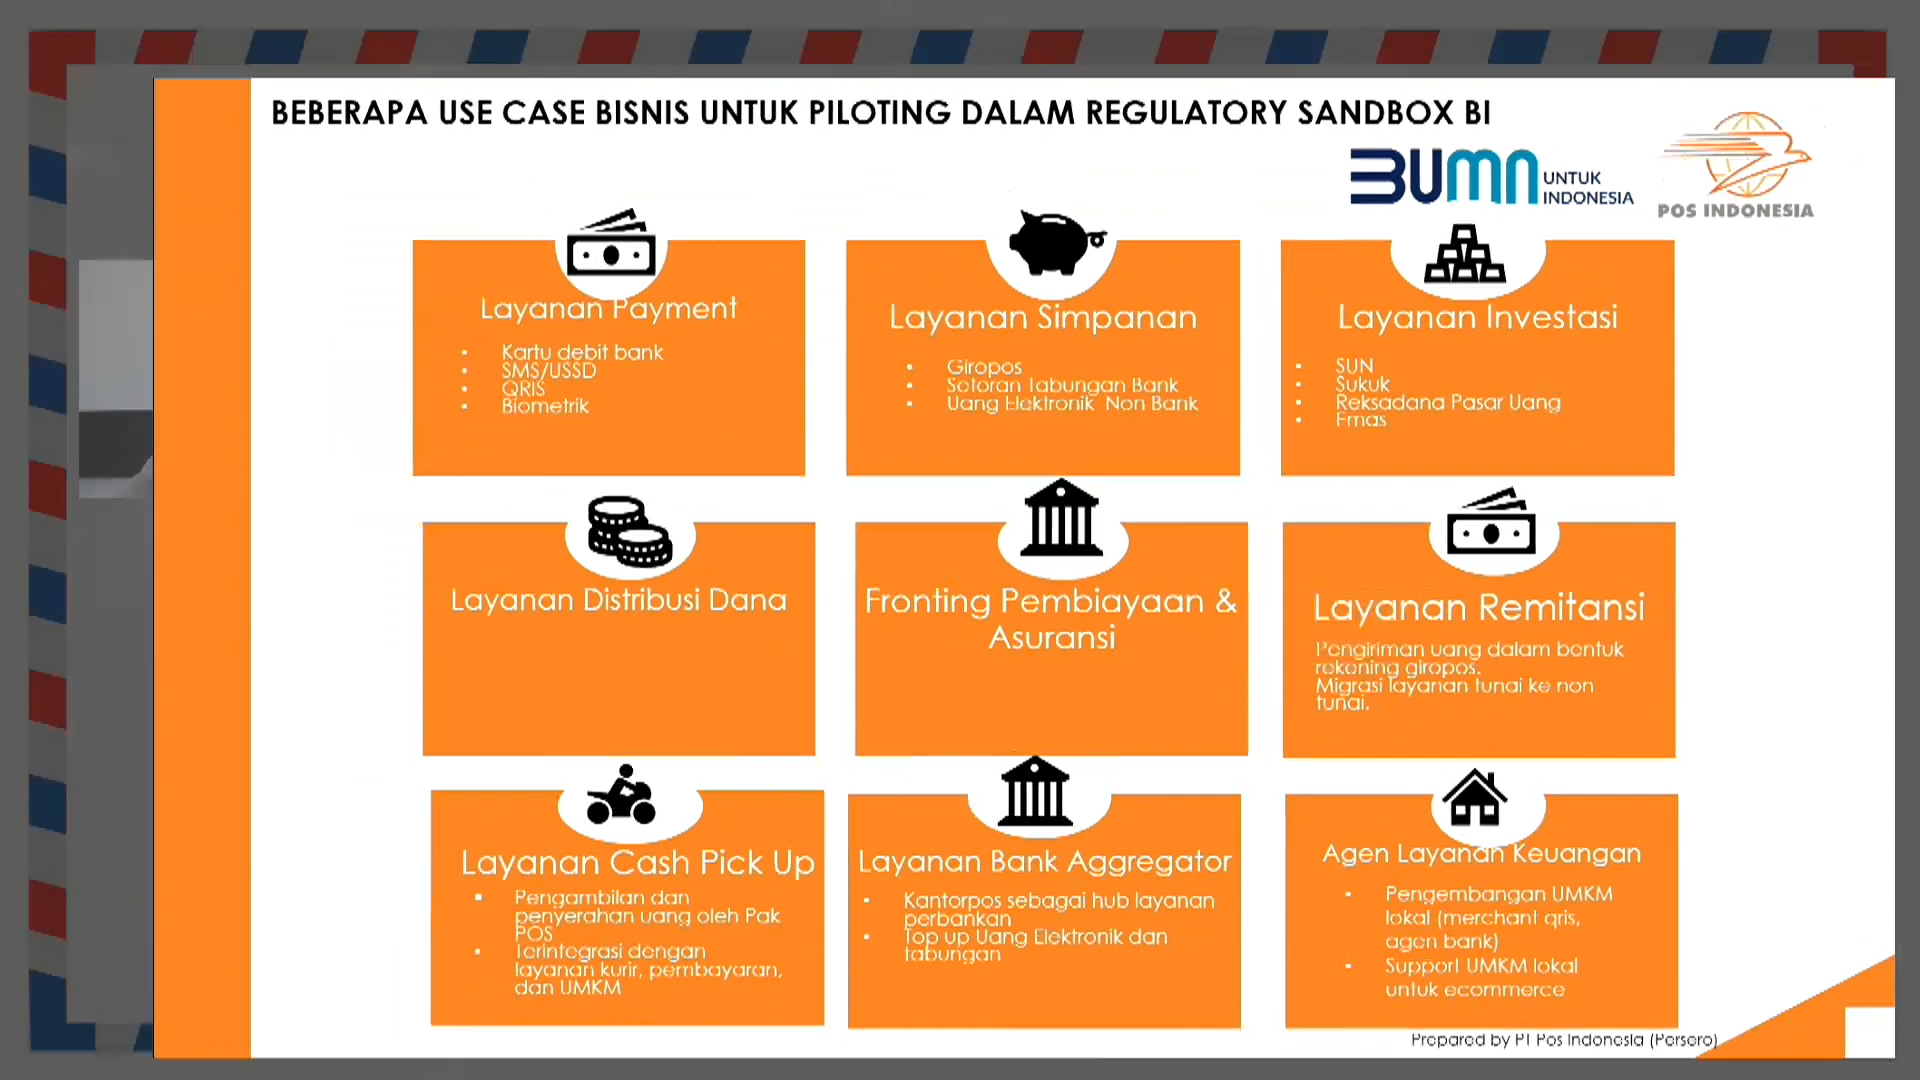 BEBERAPA USE CASE BISNIS UNTUK PILOTING DALAM REGULATORY SANDBOX BI
BUMN UNTUK
INDONESIA
POS INDONESIA
Layanan Payment
▪ Kartu debit bank
▪ SMS/USSD
▪ QRIS
▪ Biometrik
Layanan Simpanan
▪ Giropos
▪ Setoran Tabungan Bank
▪ Uang Elektronik Non Bank
Layanan Investasi
▪ SUN
▪ Sukuk
▪ Reksadana Pasar Uang
▪ Emas
Layanan Distribusi Dana
Fronting Pembiayaan &
Asuransi
Layanan Remitansi
Pengiriman uang dalam bentuk
rekening giropos.
Migrasi layanan tunai ke non
tunai.
Layanan Cash Pick Up
▪ Pengambilan dan
penyerahan uang oleh Pak
POS
▪ Terintegrasi dengan
layanan kurir, pembayaran,
dan UMKM
Layanan Bank Aggregator
▪ Kantorpos sebagai hub layanan
perbankan
▪ Top up Uang Elektronik dan
tabungan
Agen Layanan Keuangan
▪ Pengembangan UMKM
lokal (merchant qris,
agen bank)
▪ Support UMKM lokal
untuk ecommerce
Prepared by PT Pos Indonesia (Persero)